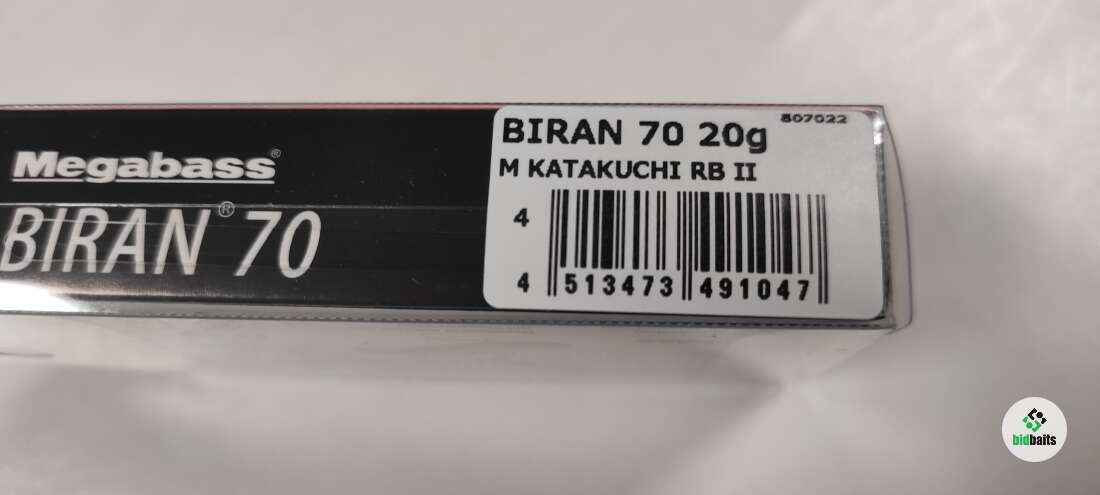 Megabass®
BIRAN® 70
807022
BIRAN 70 20g
M KATAKUCHI RB II
4
4 513473 491047
bidbaits